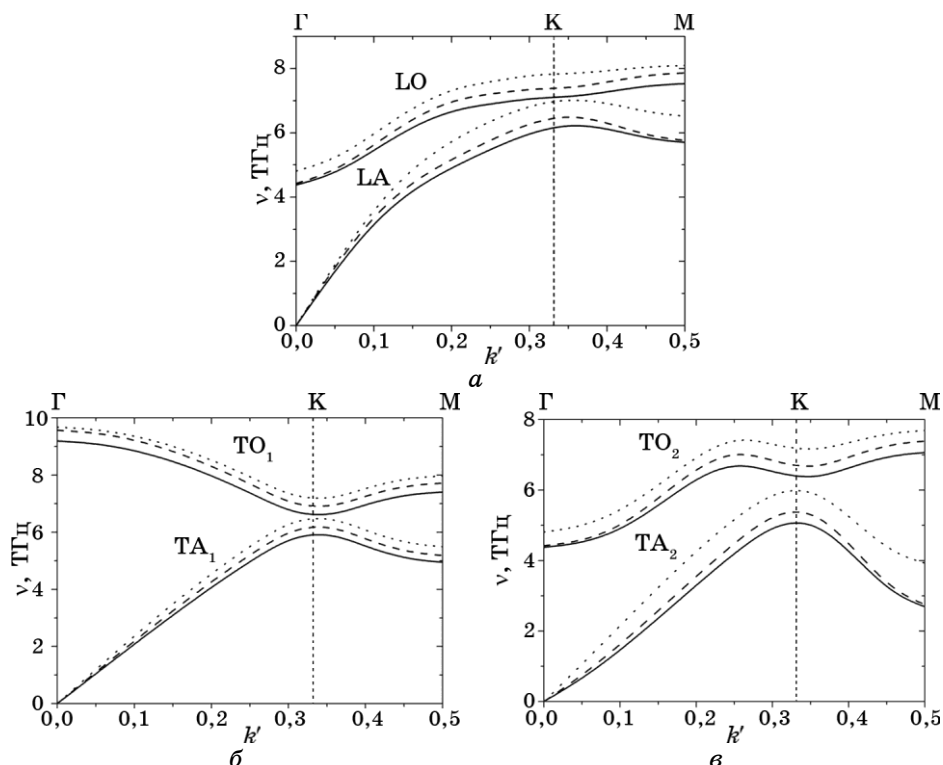 Γ K M
8
LO
6
LA
ν, ТГц
4
2
0
0,0 0,1 0,2 0,3 0,4 0,5
k′
а
Γ K M
10
TO₁
8
6
TA₁
ν, ТГц
4
2
0
0,0 0,1 0,2 0,3 0,4 0,5
k′
б
Γ K M
8
TO₂
6
TA₂
ν, ТГц
4
2
0
0,0 0,1 0,2 0,3 0,4 0,5
k′
в